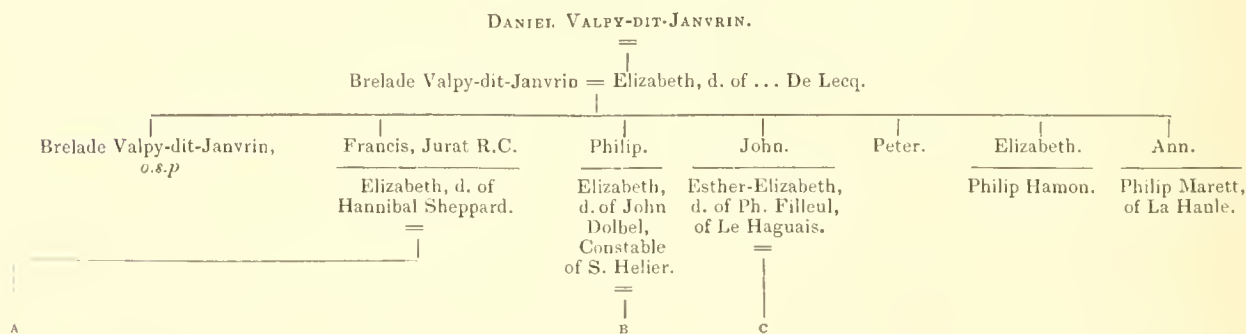 DANIEL VALPY-DIT-JANVRIN.
=
Brelade Valpy-dit-Janvrin = Elizabeth, d. of ... De Lecq.
Brelade Valpy-dit-Janvrin,
o.s.p
Francis, Jurat R.C.
Elizabeth, d. of
Hannibal Sheppard.
=
Philip.
Elizabeth,
d. of John
Dolbel,
Constable
of S. Helier.
=
John.
Esther-Elizabeth,
d. of Ph. Filleul,
of Le Haguais.
=
Peter.
Elizabeth.
Philip Hamon.
Ann.
Philip Marett,
of La Haule.
A
B
C